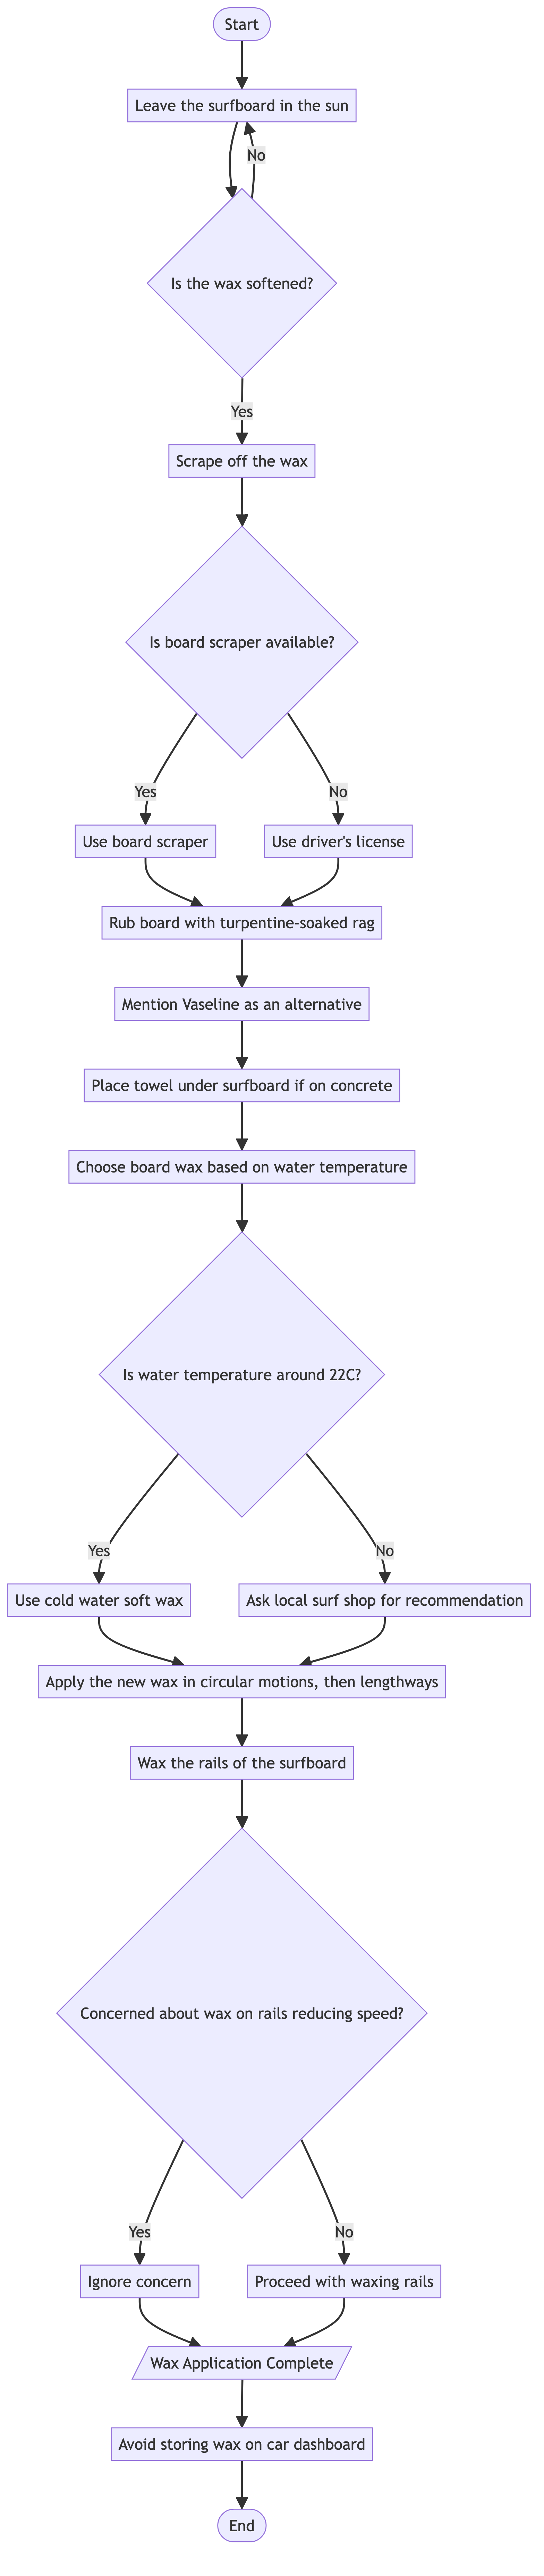 Start
Leave the surfboard in the sun
No
Is the wax softened?
Yes
Scrape off the wax
Is board scraper available?
Yes
No
Use board scraper
Use driver's license
Rub board with turpentine-soaked rag
Mention Vaseline as an alternative
Place towel under surfboard if on concrete
Choose board wax based on water temperature
Is water temperature around 22C?
Yes
No
Use cold water soft wax
Ask local surf shop for recommendation
Apply the new wax in circular motions, then lengthways
Wax the rails of the surfboard
Concerned about wax on rails reducing speed?
Yes
No
Ignore concern
Proceed with waxing rails
Wax Application Complete
Avoid storing wax on car dashboard
End